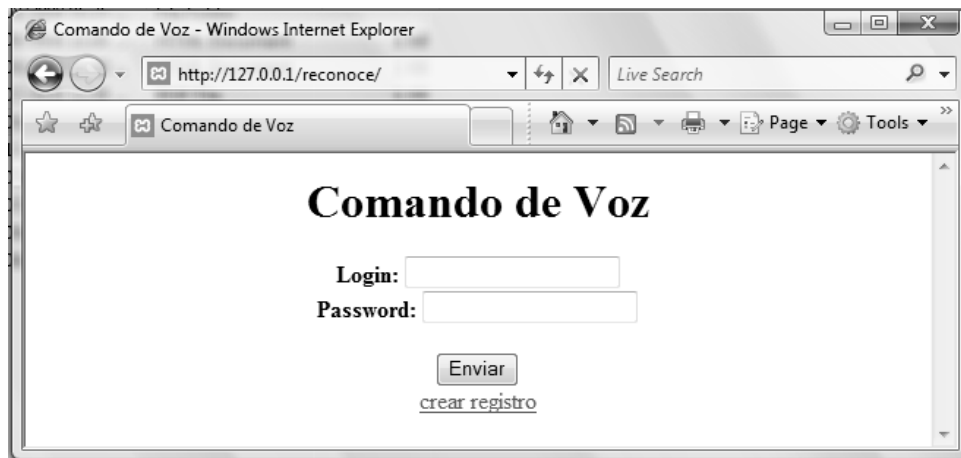 Comando de Voz - Windows Internet Explorer
http://127.0.0.1/reconoce/ Live Search
Comando de Voz Page Tools
Comando de Voz
Login:
Password:
Enviar
crear registro